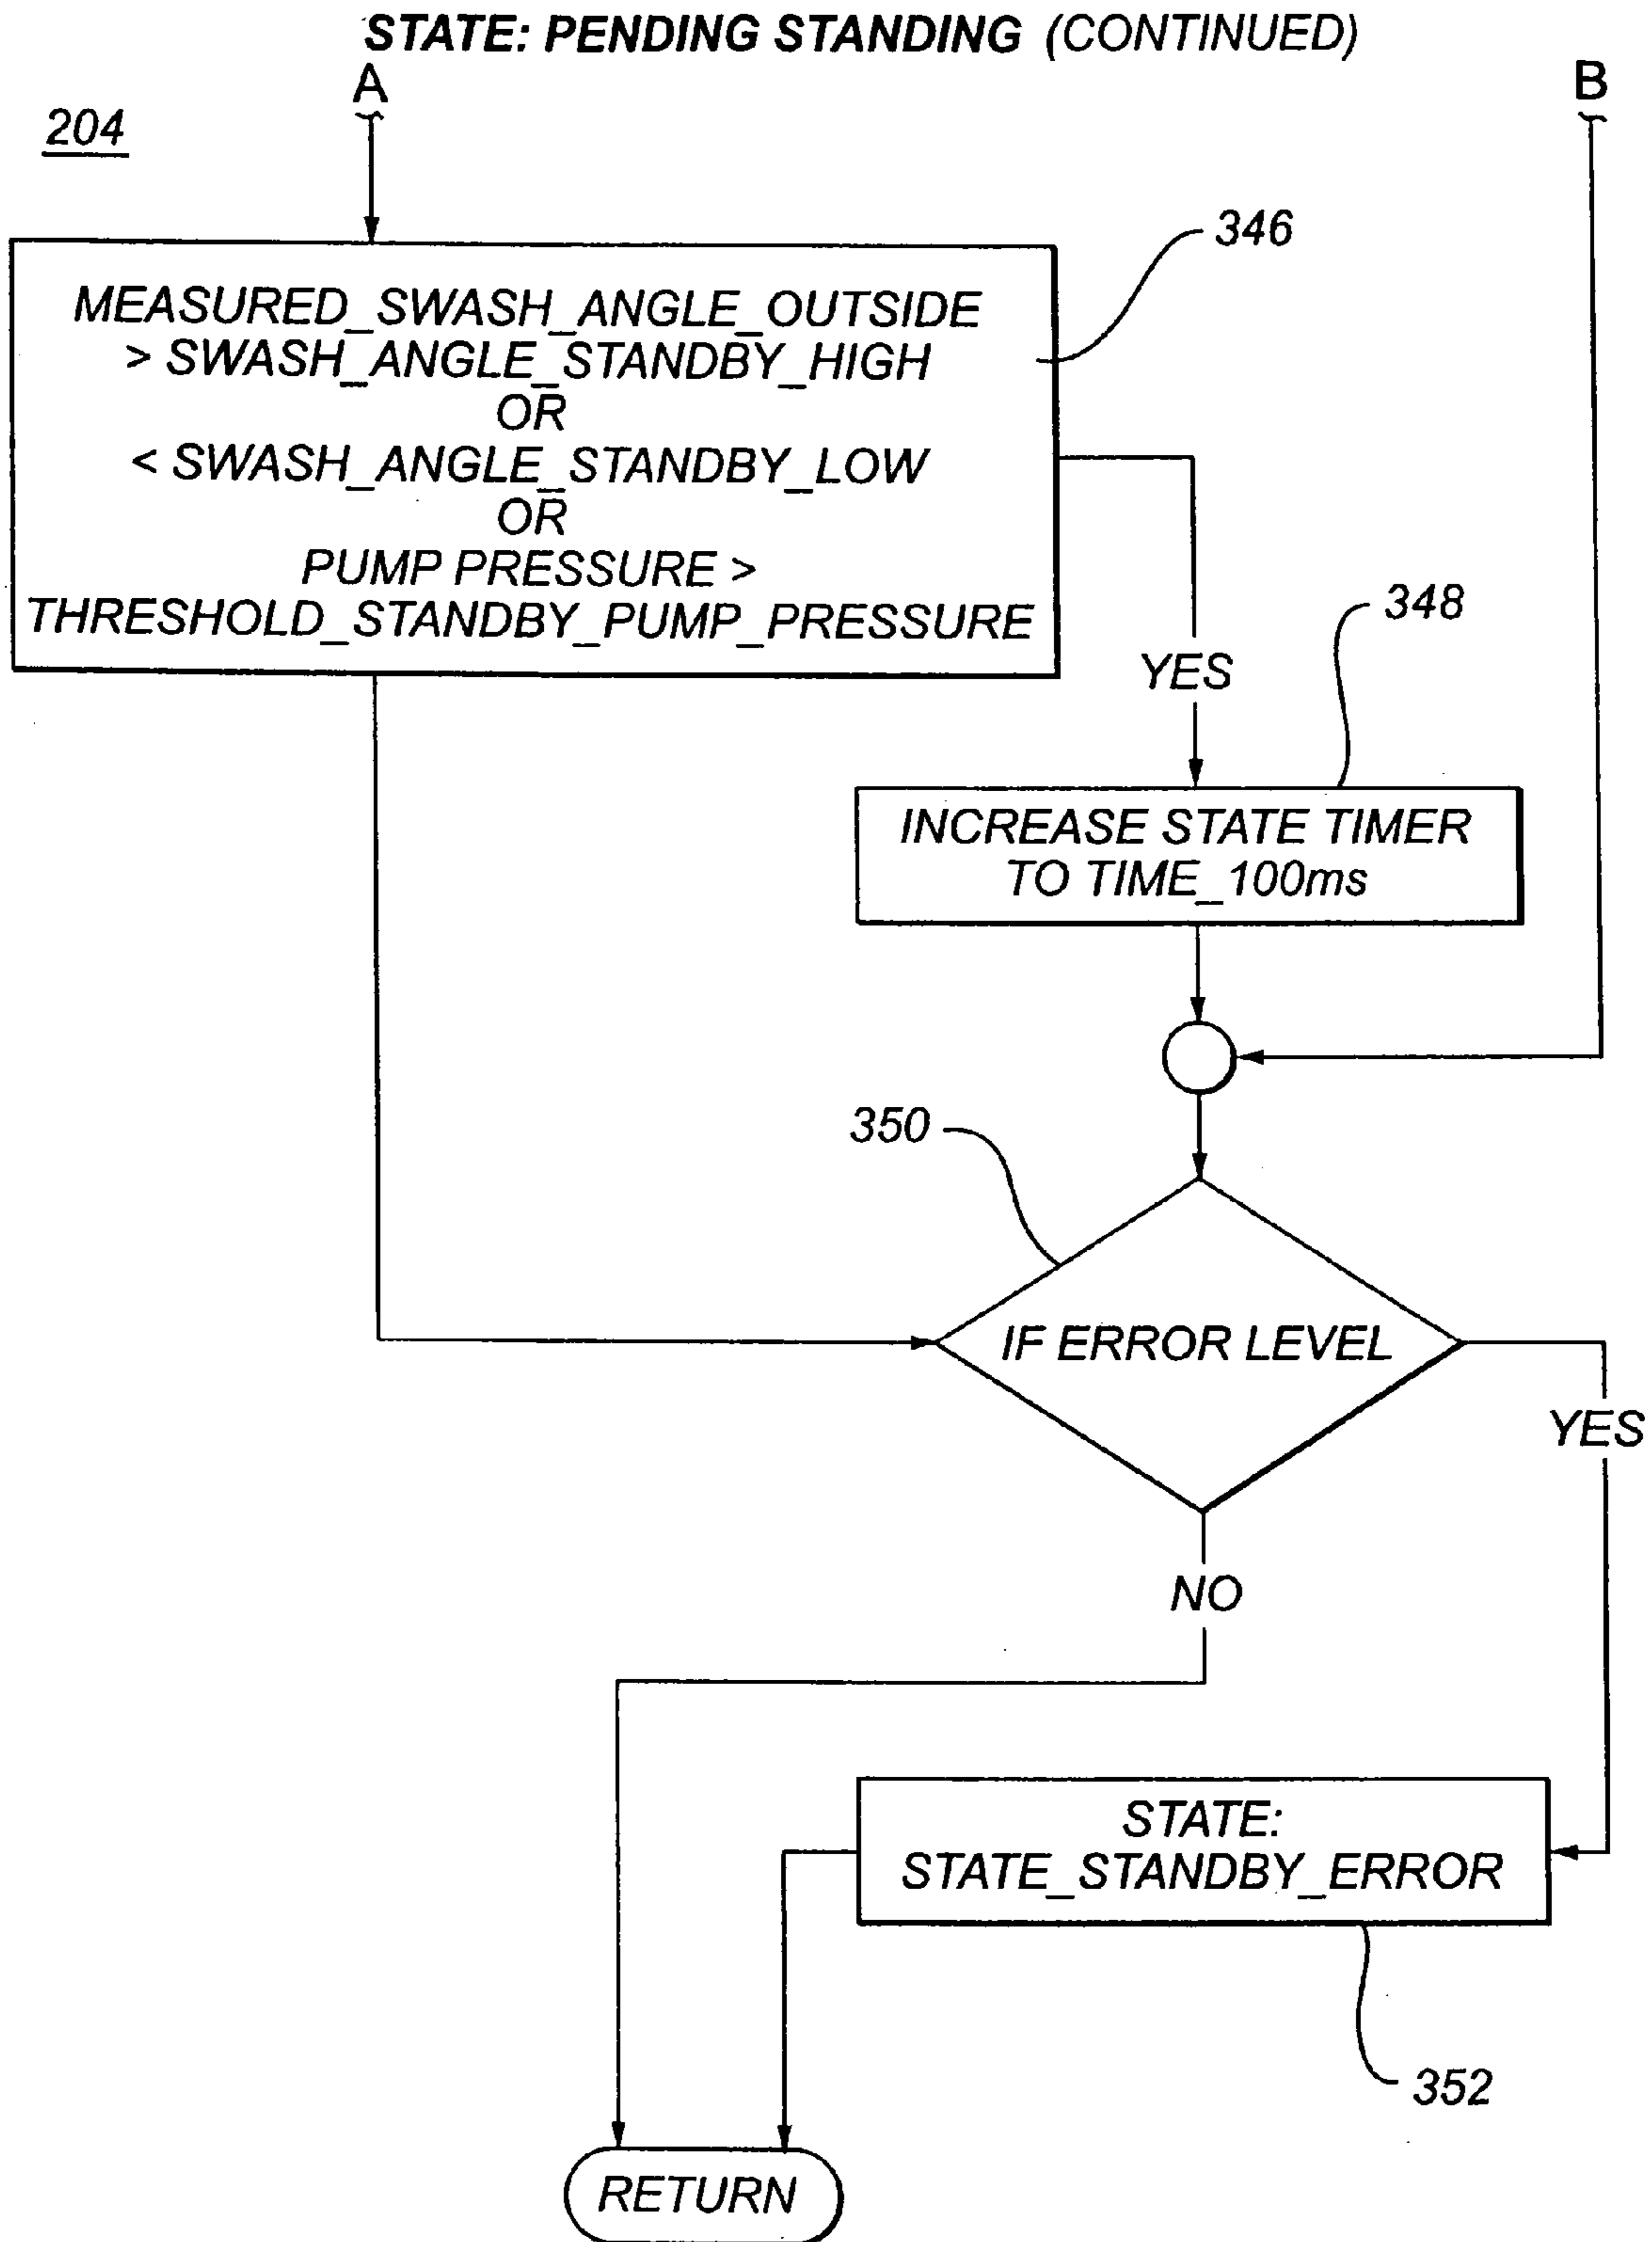 STATE: PENDING STANDING (CONTINUED)
A
B
204
346
MEASURED_SWASH_ANGLE_OUTSIDE
> SWASH_ANGLE_STANDBY_HIGH
OR
< SWASH_ANGLE_STANDBY_LOW
OR
PUMP PRESSURE >
THRESHOLD_STANDBY_PUMP_PRESSURE
348
YES
INCREASE STATE TIMER
TO TIME_100ms
350
IF ERROR LEVEL
YES
NO
STATE:
STATE_STANDBY_ERROR
352
RETURN